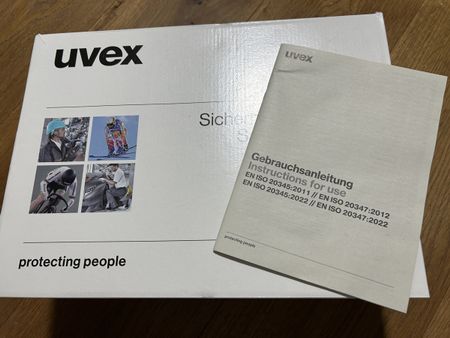 uvex
protecting people
uvex
Gebrauchsanleitung
Instructions for use
EN ISO 20345:2011 // EN ISO 20347:2012
EN ISO 20345:2022 // EN ISO 20347:2022
protecting people